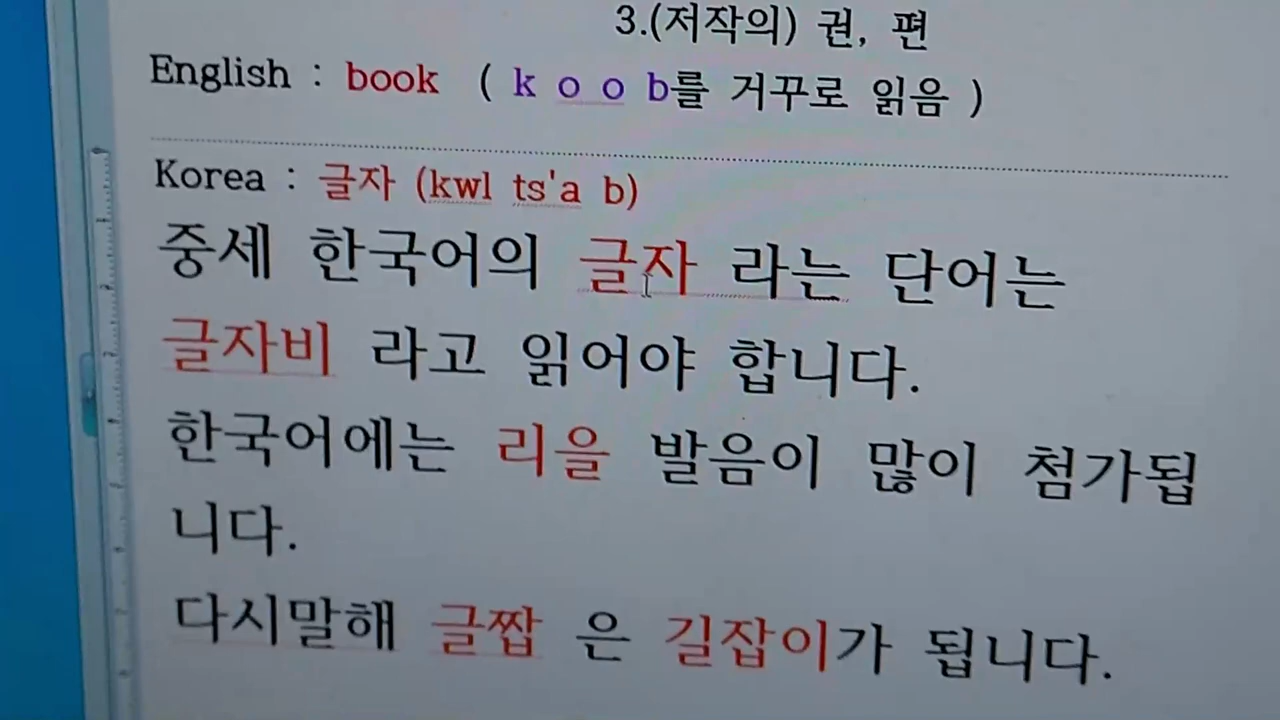 3.(저작의) 권, 편
English : book ( k o o b를 거꾸로 읽음 )
Korea : 글자 (kwl ts'a b)
중세 한국어의 글자 라는 단어는
글자비 라고 읽어야 합니다.
한국어에는 리을 발음이 많이 첨가됩
니다.
다시말해 글짭 은 길잡이가 됩니다.